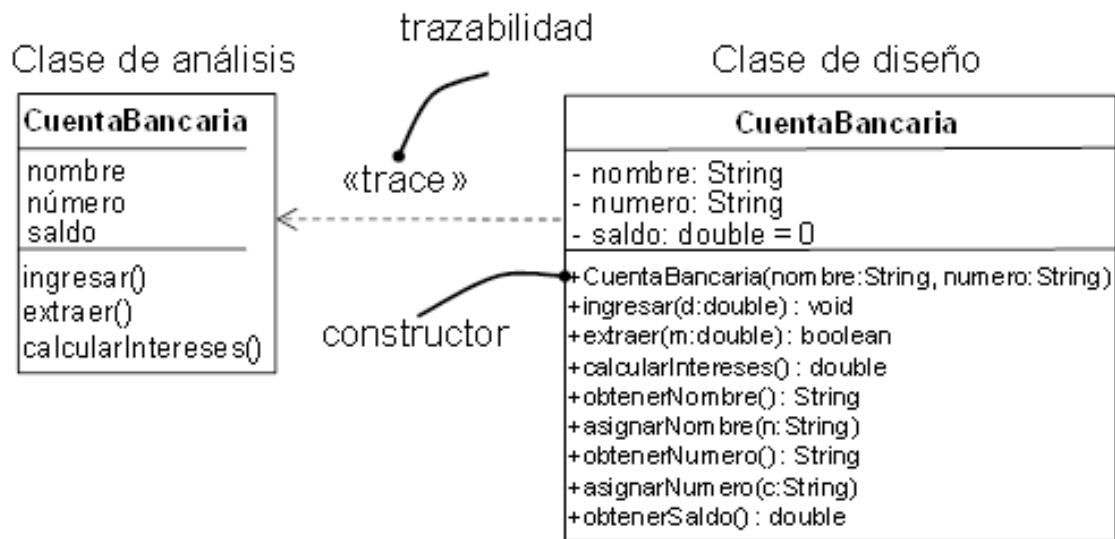 trazabilidad
Clase de análisis
CuentaBancaria
nombre
número
saldo
ingresar()
extraer()
calcularIntereses()
«trace»
constructor
Clase de diseño
CuentaBancaria
- nombre: String
- numero: String
- saldo: double = 0
+CuentaBancaria(nombre:String, numero:String)
+ingresar(d:double) : void
+extraer(m:double) : boolean
+calcularIntereses() : double
+obtenerNombre() : String
+asignarNombre(n:String)
+obtenerNumero() : String
+asignarNumero(c:String)
+obtenerSaldo() : double